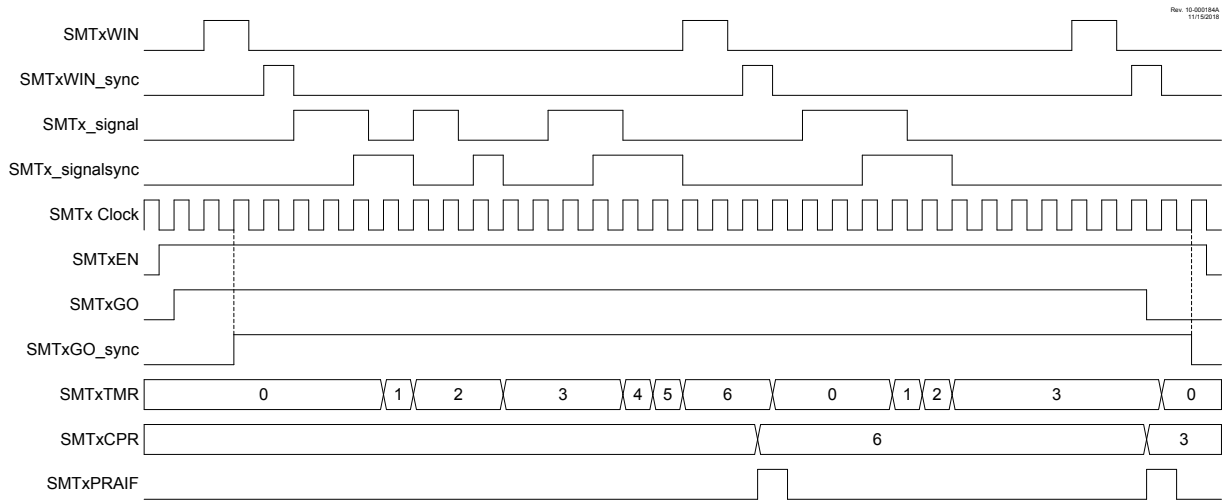 Rev. 10-000184A
11/15/2018
SMTxWIN
SMTxWIN_sync
SMTx_signal
SMTx_signalsync
SMTx Clock
SMTxEN
SMTxGO
SMTxGO_sync
SMTxTMR 0 1 2 3 4 5 6 0 1 2 3 0
SMTxCPR 6 3
SMTxPRAIF